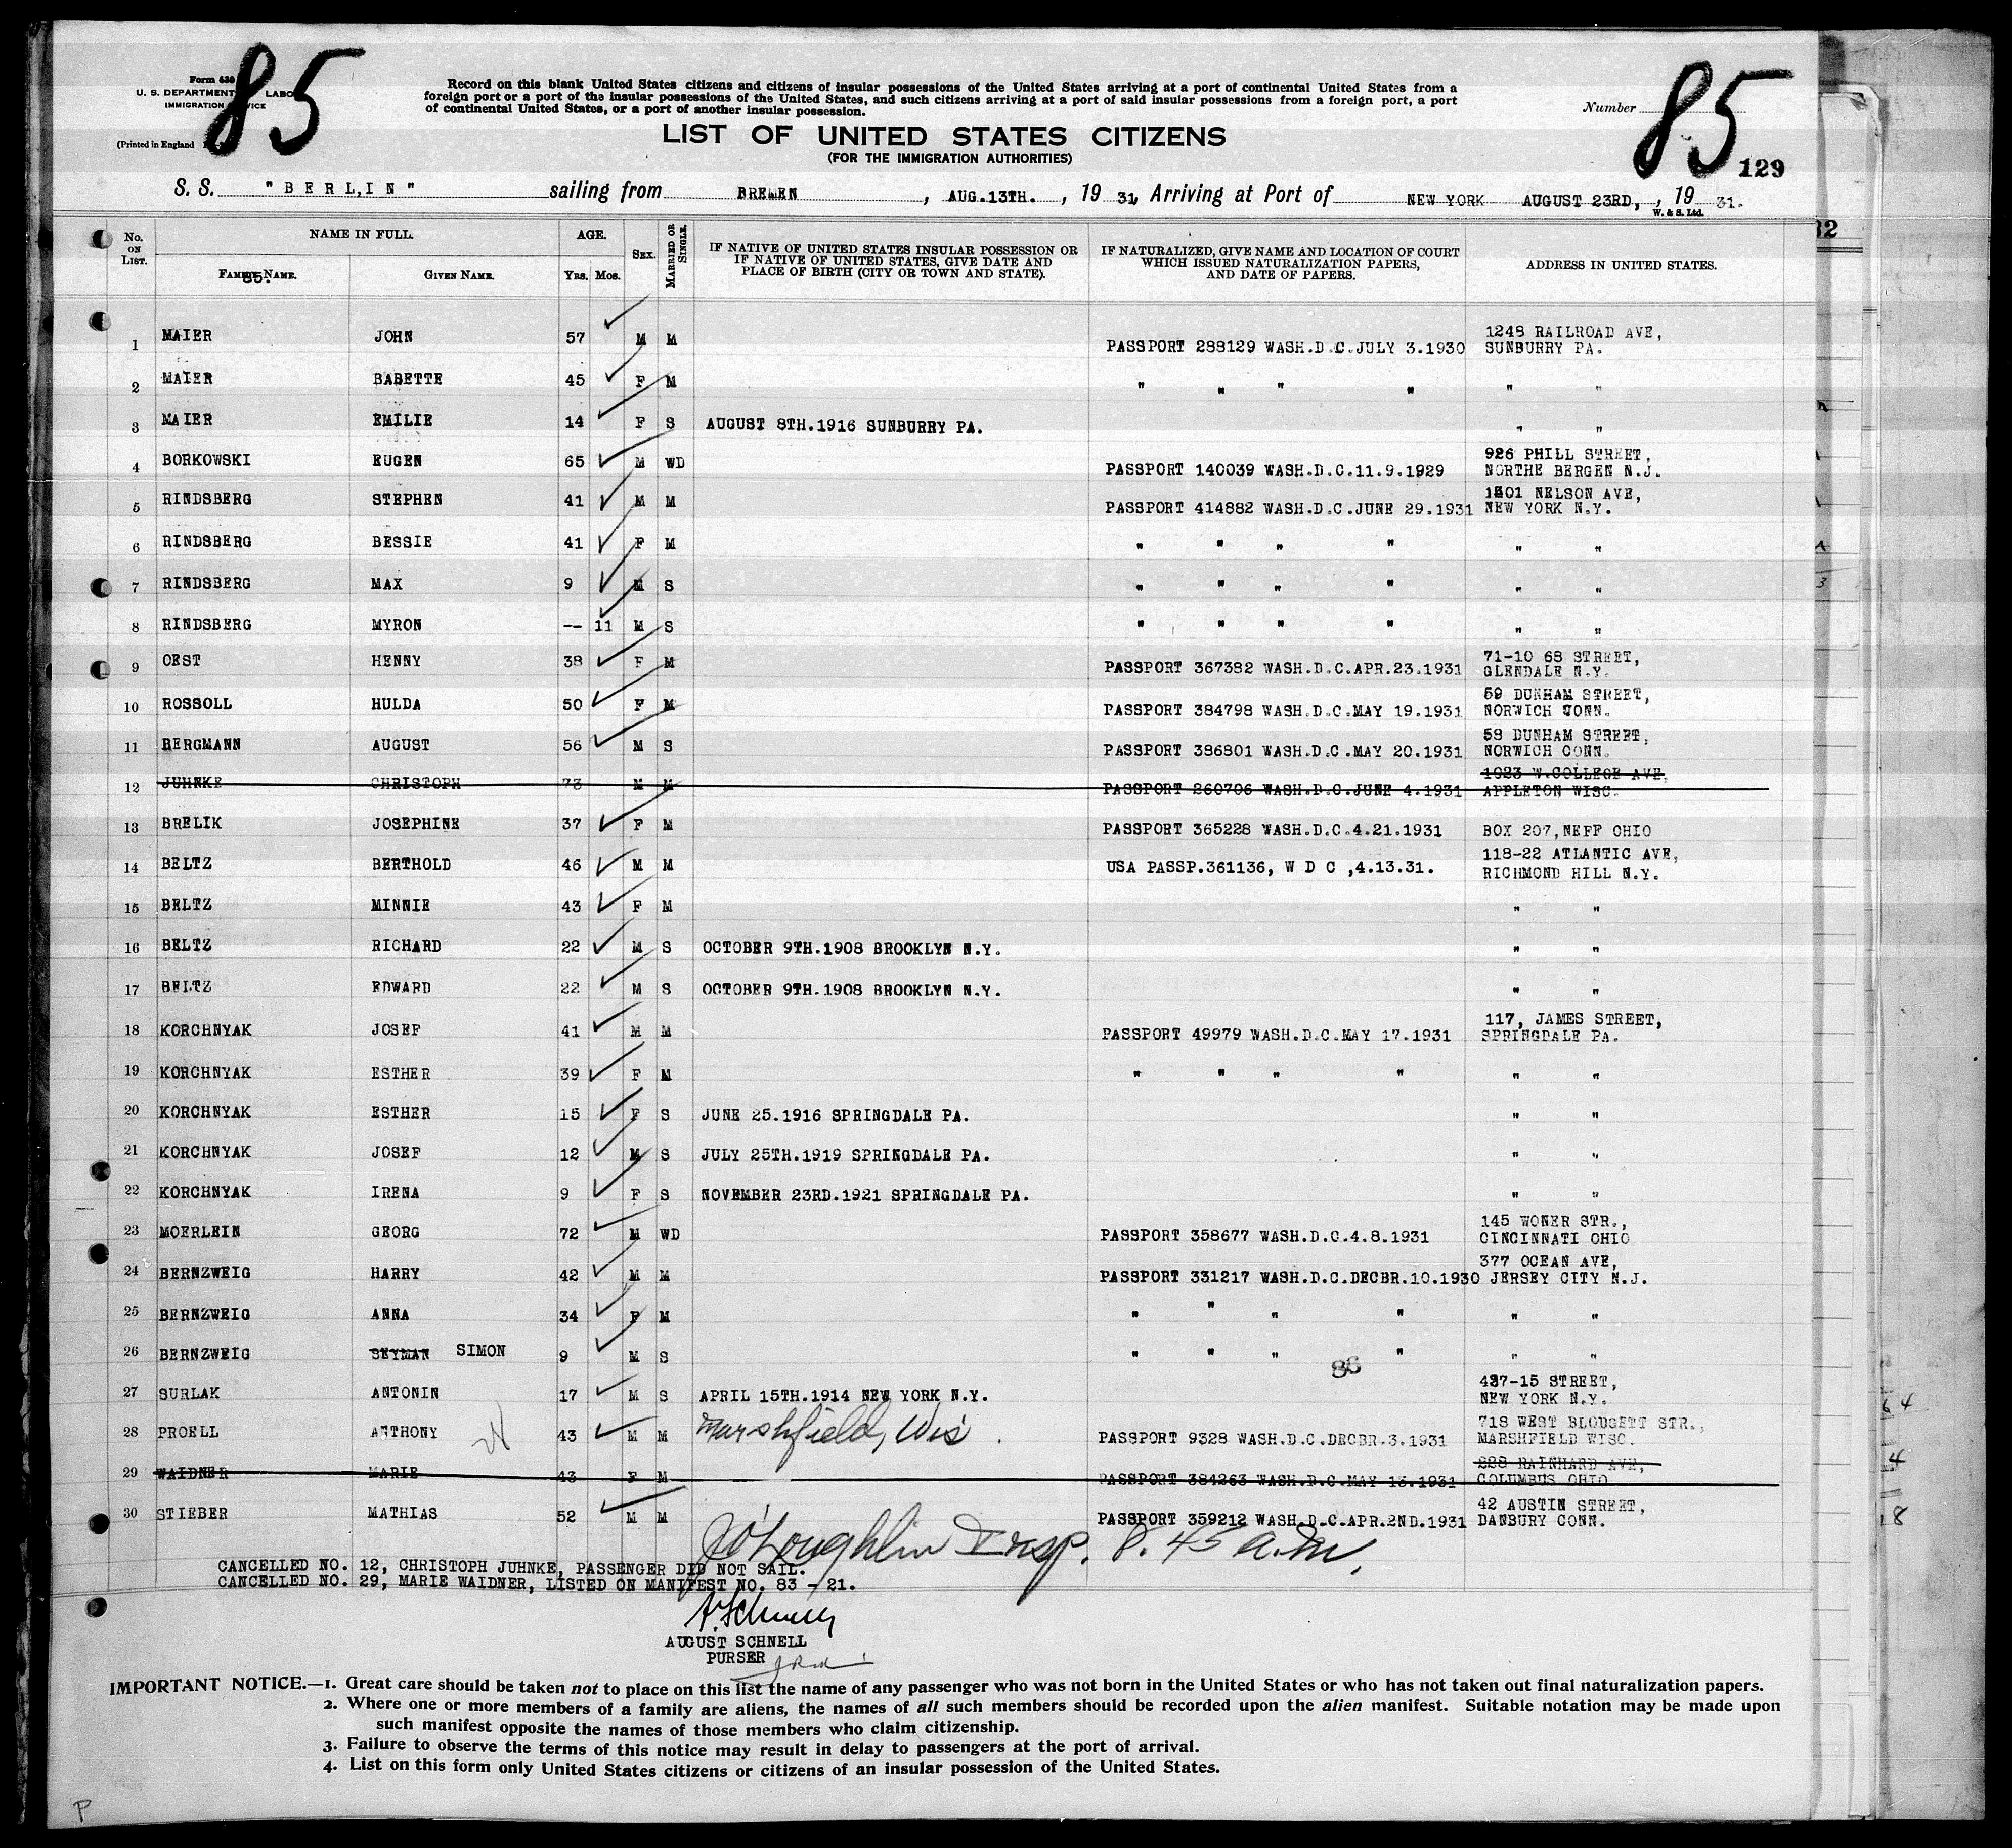 85
85
Form 630
U. S. DEPARTMENT LABO
IMMIGRATION VICE
(Printed in England
Record on this blank United States citizens and citizens of insular possessions of the United States arriving at a port of continental United States from a
foreign port or a port of the insular possessions of the United States, and such citizens arriving at a port of said insular possessions from a foreign port, a port
of continental United States, or a port of another insular possession.
Number
LIST OF UNITED STATES CITIZENS
(FOR THE IMMIGRATION AUTHORITIES)
129
S. S. "BERLIN" sailing from BREMEN, AUG.13TH., 19 31, Arriving at Port of NEW YORK AUGUST 23RD, , 19 31.
W. & S. Ltd.
32
No. ON LIST. NAME IN FULL. AGE. SEX. MARRIED OR SINGLE. IF NATIVE OF UNITED STATES INSULAR POSSESSION OR IF NATIVE OF UNITED STATES, GIVE DATE AND PLACE OF BIRTH (CITY OR TOWN AND STATE). IF NATURALIZED, GIVE NAME AND LOCATION OF COURT WHICH ISSUED NATURALIZATION PAPERS, AND DATE OF PAPERS. ADDRESS IN UNITED STATES.
FAMILY NAME. GIVEN NAME. YRS. MOS.
85.
1 MAIER JOHN 57 M M PASSPORT 288129 WASH.D.C.JULY 3.1930 1248 RAILROAD AVE, SUNBURRY PA.
2 MAIER BABETTE 45 F M " " " " " "
3 MAIER EMILIE 14 F S AUGUST 8TH.1916 SUNBURRY PA. " "
4 BORKOWSKI EUGEN 65 M WD PASSPORT 140039 WASH.D.C.11.9.1929 926 PHILL STREET, NORTHE BERGEN N.J.
5 RINDSBERG STEPHEN 41 M M PASSPORT 414882 WASH.D.C.JUNE 29.1931 1501 NELSON AVE, NEW YORK N.Y.
6 RINDSBERG BESSIE 41 F M " " " " " "
7 RINDSBERG MAX 9 M S " " " " " "
8 RINDSBERG MYRON -- 11 M S " " " " " "
9 OEST HENNY 38 F M PASSPORT 367382 WASH.D.C.APR.23.1931 71-10 68 STREET, GLENDALE N.Y.
10 ROSSOLL HULDA 50 F M PASSPORT 384798 WASH.D.C.MAY 19.1931 59 DUNHAM STREET, NORWICH CONN.
11 BERGMANN AUGUST 56 M S PASSPORT 386801 WASH.D.C.MAY 20.1931 58 DUNHAM STREET, NORWICH CONN.
12 JUHNKE CHRISTOPH 73 M M PASSPORT 260706 WASH.D.C.JUNE 4.1931 1023 W.COLLEGE AVE, APPLETON WISC.
13 BRELIK JOSEPHINE 37 F M PASSPORT 365228 WASH.D.C.4.21.1931 BOX 207,NEFF OHIO
14 BELTZ BERTHOLD 46 M M USA PASSP.361136, W D C ,4.13.31. 118-22 ATLANTIC AVE, RICHMOND HILL N.Y.
15 BELTZ MINNIE 43 F M " "
16 BELTZ RICHARD 22 M S OCTOBER 9TH.1908 BROOKLYN N.Y. " "
17 BELTZ EDWARD 22 M S OCTOBER 9TH.1908 BROOKLYN N.Y. " "
18 KORCHNYAK JOSEF 41 M M PASSPORT 49979 WASH.D.C.MAY 17.1931 117, JAMES STREET, SPRINGDALE PA.
19 KORCHNYAK ESTHER 39 F M " " " " " "
20 KORCHNYAK ESTHER 15 F S JUNE 25.1916 SPRINGDALE PA. " "
21 KORCHNYAK JOSEF 12 M S JULY 25TH.1919 SPRINGDALE PA. " "
22 KORCHNYAK IRENA 9 F S NOVEMBER 23RD.1921 SPRINGDALE PA. " "
23 MOERLEIN GEORG 72 M WD PASSPORT 358677 WASH.D.C.4.8.1931 145 WONER STR., CINCINNATI OHIO
24 BERNZWEIG HARRY 42 M M PASSPORT 331217 WASH.D.C.DECBR.10.1930 377 OCEAN AVE, JERSEY CITY N.J.
25 BERNZWEIG ANNA 34 F M " " " " " "
26 BERNZWEIG SEYMAN SIMON 9 M S " " " " " "
86
27 SURLAK ANTONIN 17 M S APRIL 15TH.1914 NEW YORK N.Y. 437-15 STREET, NEW YORK N.Y.
28 PROELL ANTHONY 43 M M Marshfield, Wis. PASSPORT 9328 WASH.D.C.DECBR.3.1931 718 WEST BLODGETT STR., MARSHFIELD WISC.
29 WAIDNER MARIE 43 F M PASSPORT 384263 WASH.D.C.MAY 13.1931 228 RAINHARD AVE, COLUMBUS OHIO
30 STIEBER MATHIAS 52 M M PASSPORT 359212 WASH.D.C.APR.2ND.1931 42 AUSTIN STREET, DANBURY CONN.
O'Loughlin Insp. 8.45 a.m.
CANCELLED NO. 12, CHRISTOPH JUHNKE, PASSENGER DID NOT SAIL.
CANCELLED NO. 29, MARIE WAIDNER, LISTED ON MANIFEST NO. 83 - 21.
A. Schnell
AUGUST SCHNELL
PURSER
IMPORTANT NOTICE.—1. Great care should be taken not to place on this list the name of any passenger who was not born in the United States or who has not taken out final naturalization papers.
2. Where one or more members of a family are aliens, the names of all such members should be recorded upon the alien manifest. Suitable notation may be made upon
such manifest opposite the names of those members who claim citizenship.
3. Failure to observe the terms of this notice may result in delay to passengers at the port of arrival.
4. List on this form only United States citizens or citizens of an insular possession of the United States.
P